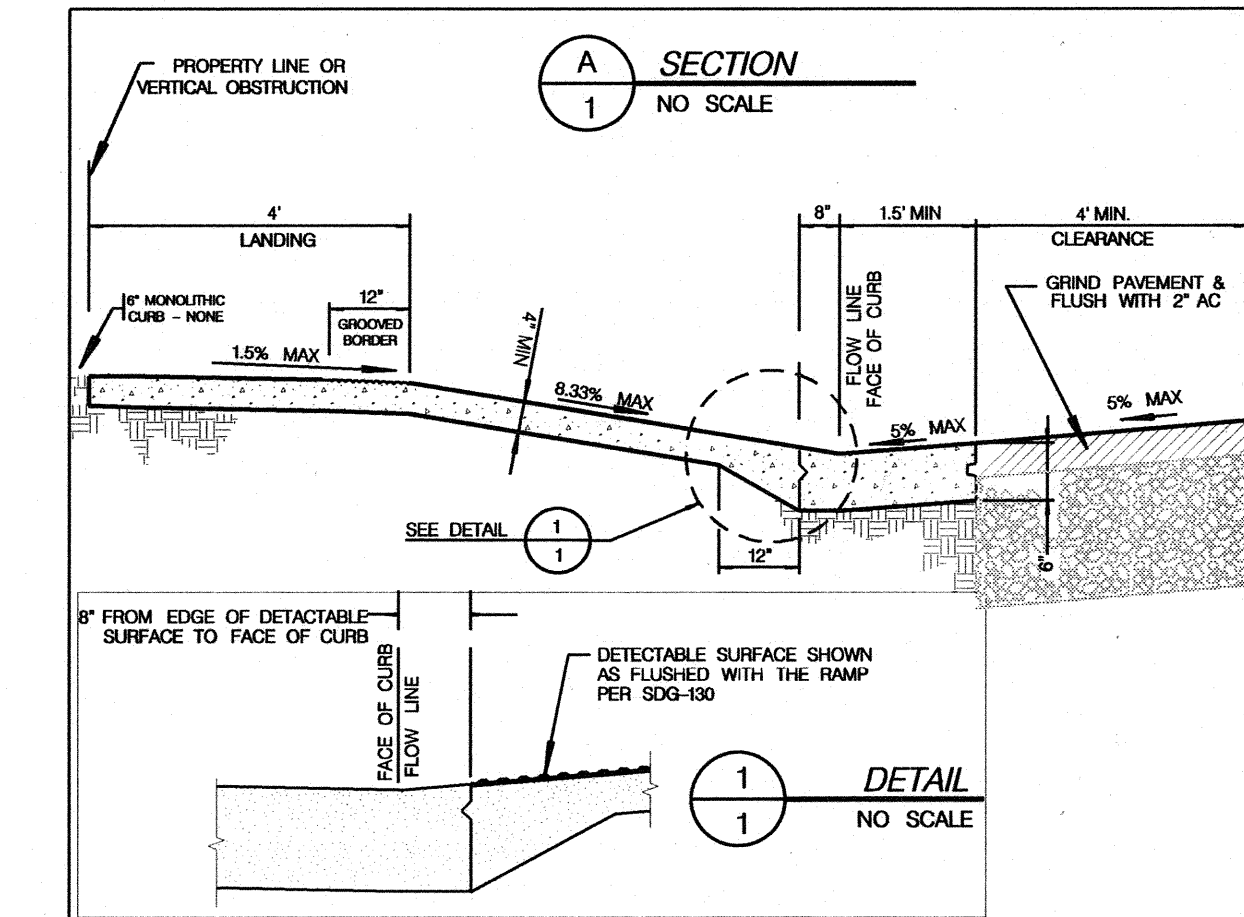 PROPERTY LINE OR
VERTICAL OBSTRUCTION
A
1
SECTION
NO SCALE
4'
LANDING
8"
1.5' MIN
4' MIN.
CLEARANCE
6" MONOLITHIC
CURB - NONE
12"
GROOVED
BORDER
4" MIN
FLOW LINE
FACE OF CURB
GRIND PAVEMENT &
FLUSH WITH 2" AC
1.5% MAX
8.33% MAX
5% MAX
5% MAX
SEE DETAIL
1
1
12"
6"
8" FROM EDGE OF DETACTABLE
SURFACE TO FACE OF CURB
FACE OF CURB
FLOW LINE
DETECTABLE SURFACE SHOWN
AS FLUSHED WITH THE RAMP
PER SDG-130
1
1
DETAIL
NO SCALE